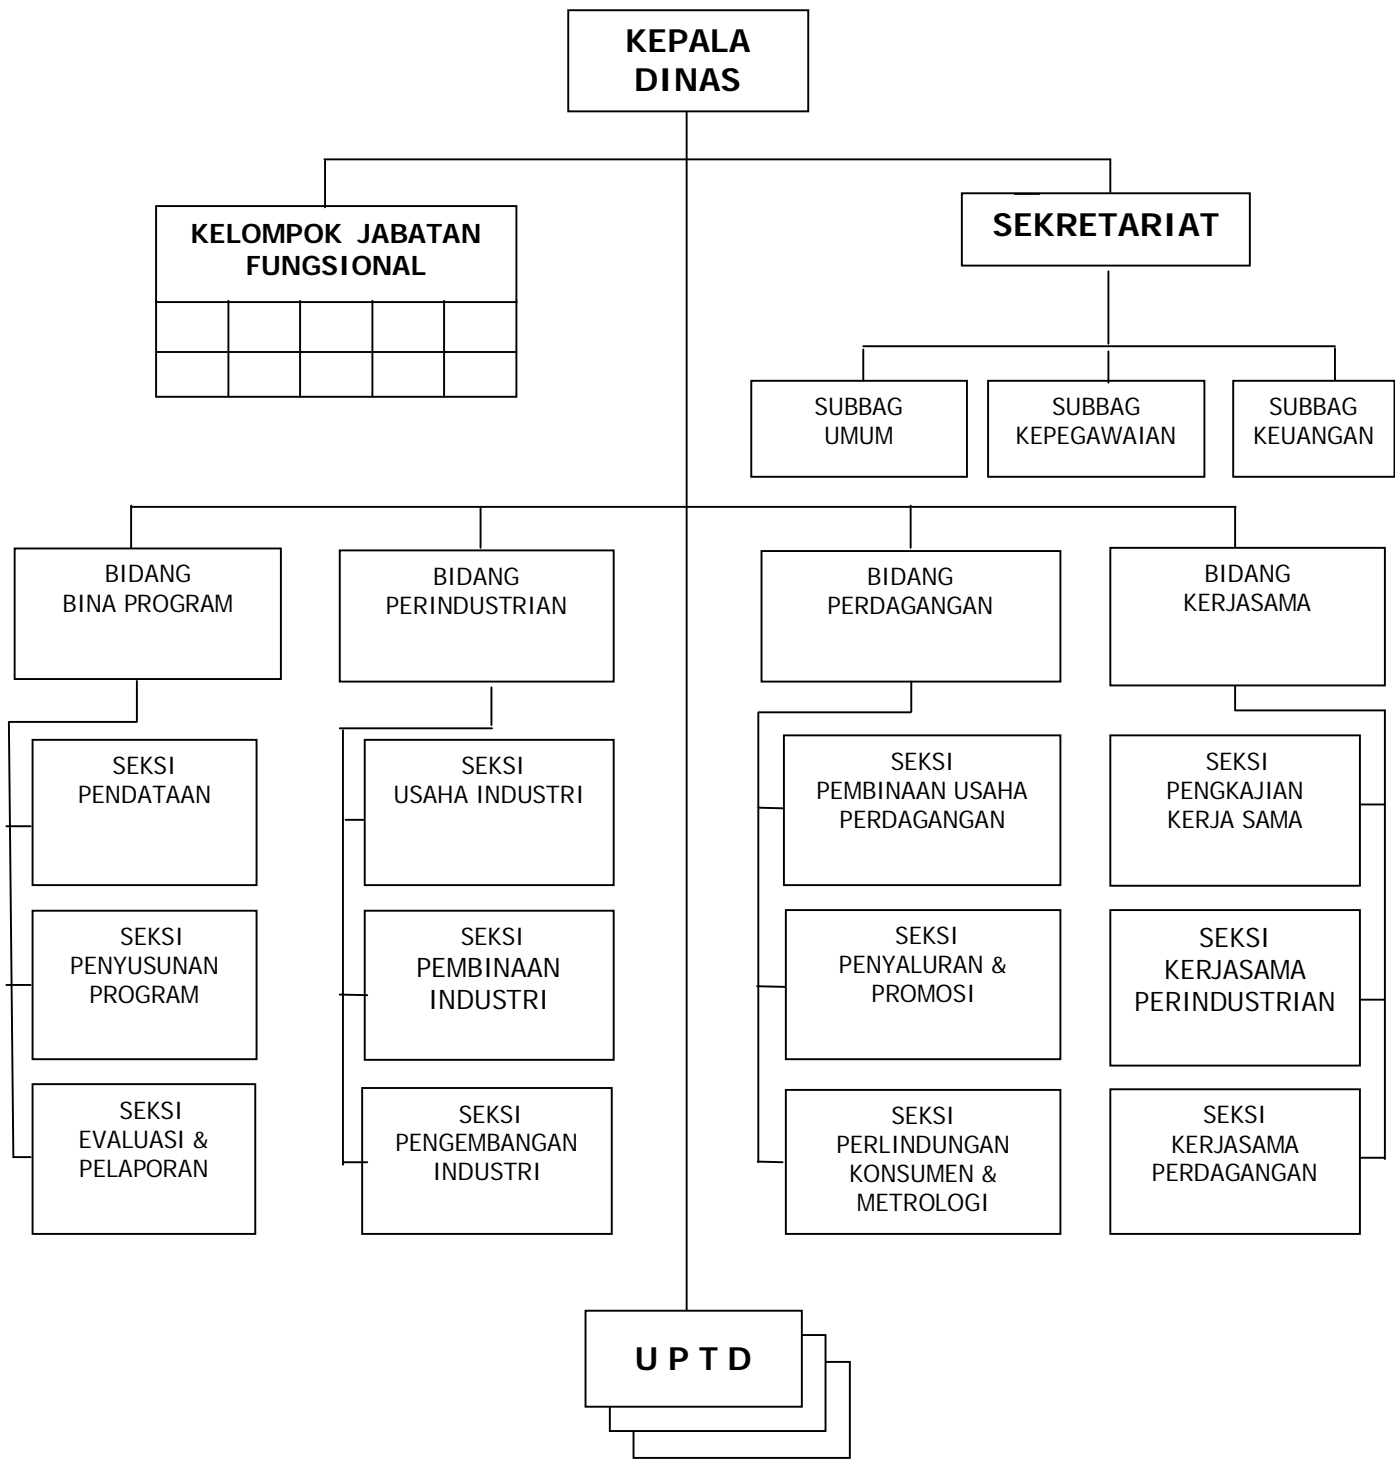 KEPALA
DINAS
KELOMPOK JABATAN
FUNGSIONAL
SEKRETARIAT
SUBBAG
UMUM
SUBBAG
KEPEGAWAIAN
SUBBAG
KEUANGAN
BIDANG
BINA PROGRAM
BIDANG
PERINDUSTRIAN
BIDANG
PERDAGANGAN
BIDANG
KERJASAMA
SEKSI
PENDATAAN
SEKSI
USAHA INDUSTRI
SEKSI
PEMBINAAN USAHA
PERDAGANGAN
SEKSI
PENGKAJIAN
KERJA SAMA
SEKSI
PENYUSUNAN
PROGRAM
SEKSI
PEMBINAAN
INDUSTRI
SEKSI
PENYALURAN &
PROMOSI
SEKSI
KERJASAMA
PERINDUSTRIAN
SEKSI
EVALUASI &
PELAPORAN
SEKSI
PENGEMBANGAN
INDUSTRI
SEKSI
PERLINDUNGAN
KONSUMEN &
METROLOGI
SEKSI
KERJASAMA
PERDAGANGAN
U P T D